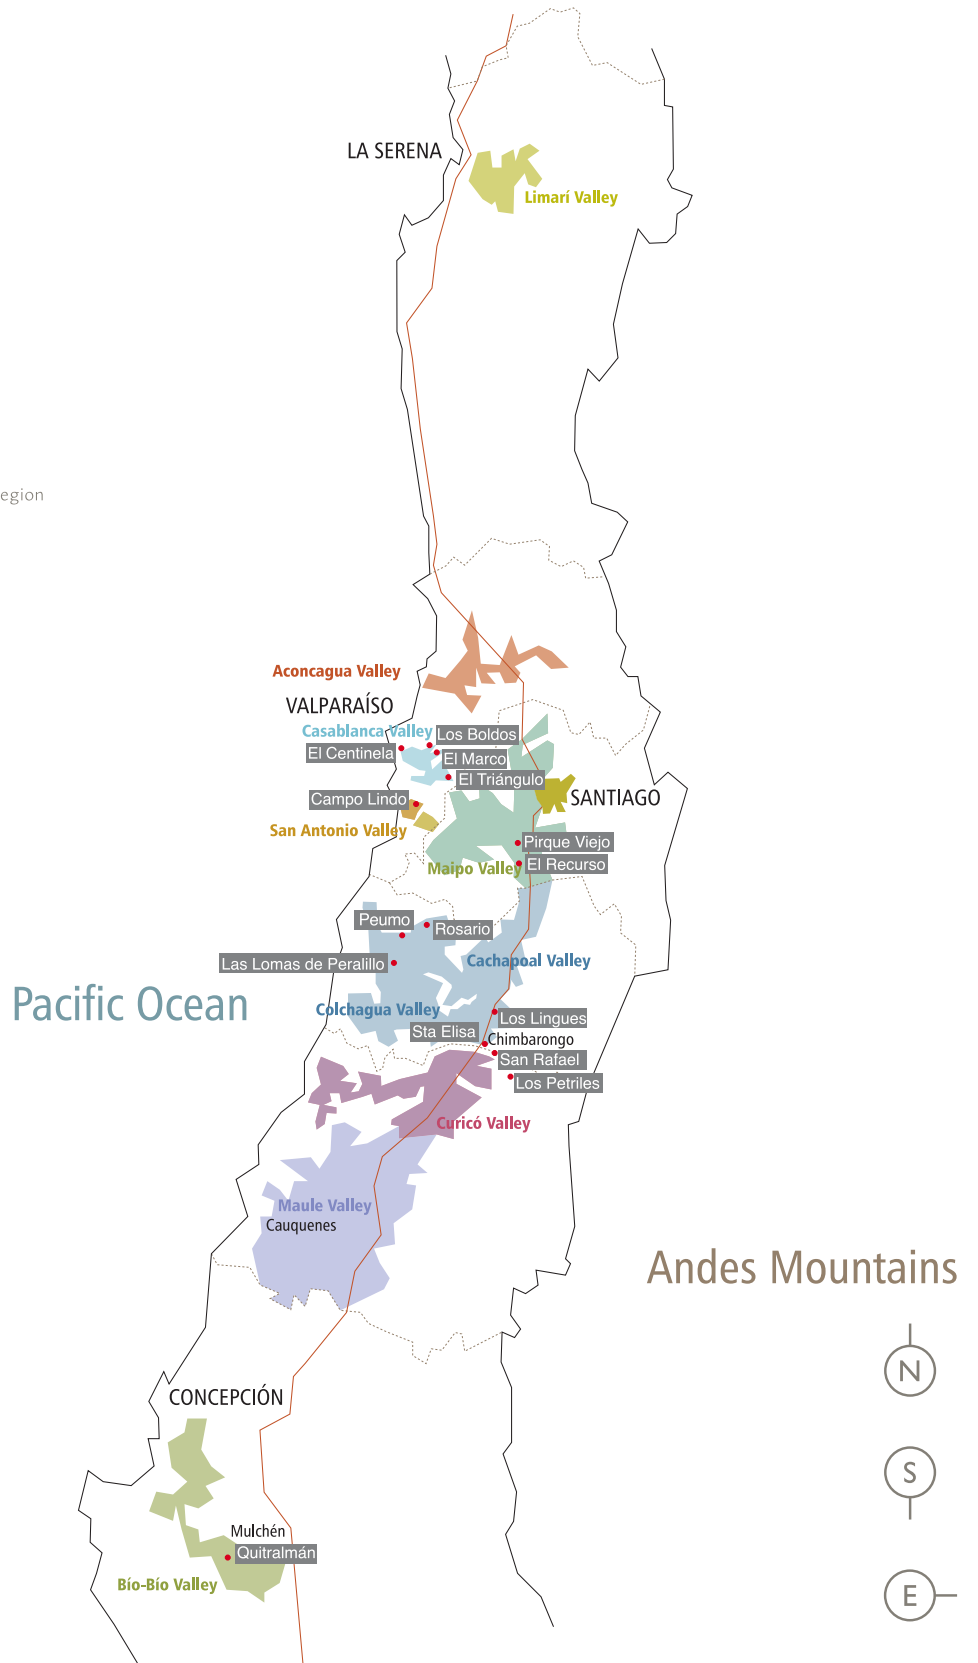 LA SERENA
Limarí Valley
egion
Aconcagua Valley
VALPARAÍSO
Casablanca Valley
Los Boldos
El Centinela
El Marco
El Triángulo
Campo Lindo
SANTIAGO
San Antonio Valley
Pirque Viejo
Maipo Valley
El Recurso
Peumo
Rosario
Las Lomas de Peralillo
Cachapoal Valley
Pacific Ocean
Colchagua Valley
Los Lingues
Sta Elisa
Chimbarongo
San Rafael
Los Petriles
Curicó Valley
Maule Valley
Cauquenes
Andes Mountains
N
CONCEPCIÓN
S
Mulchén
Quitralmán
Bío-Bío Valley
E